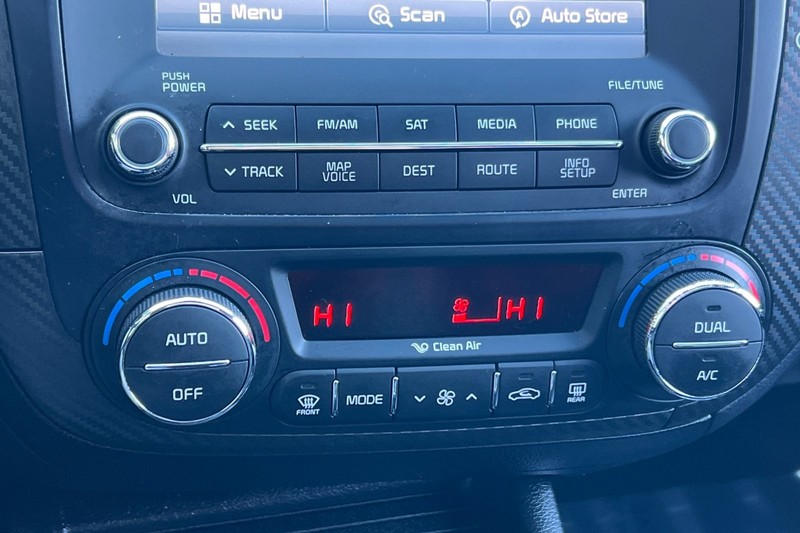 Menu
Scan
Auto Store
PUSH
POWER
FILE/TUNE
SEEK
FM/AM
SAT
MEDIA
PHONE
TRACK
MAP
VOICE
DEST
ROUTE
INFO
SETUP
VOL
ENTER
AUTO
OFF
HI
HI
Clean Air
DUAL
A/C
FRONT
MODE
REAR